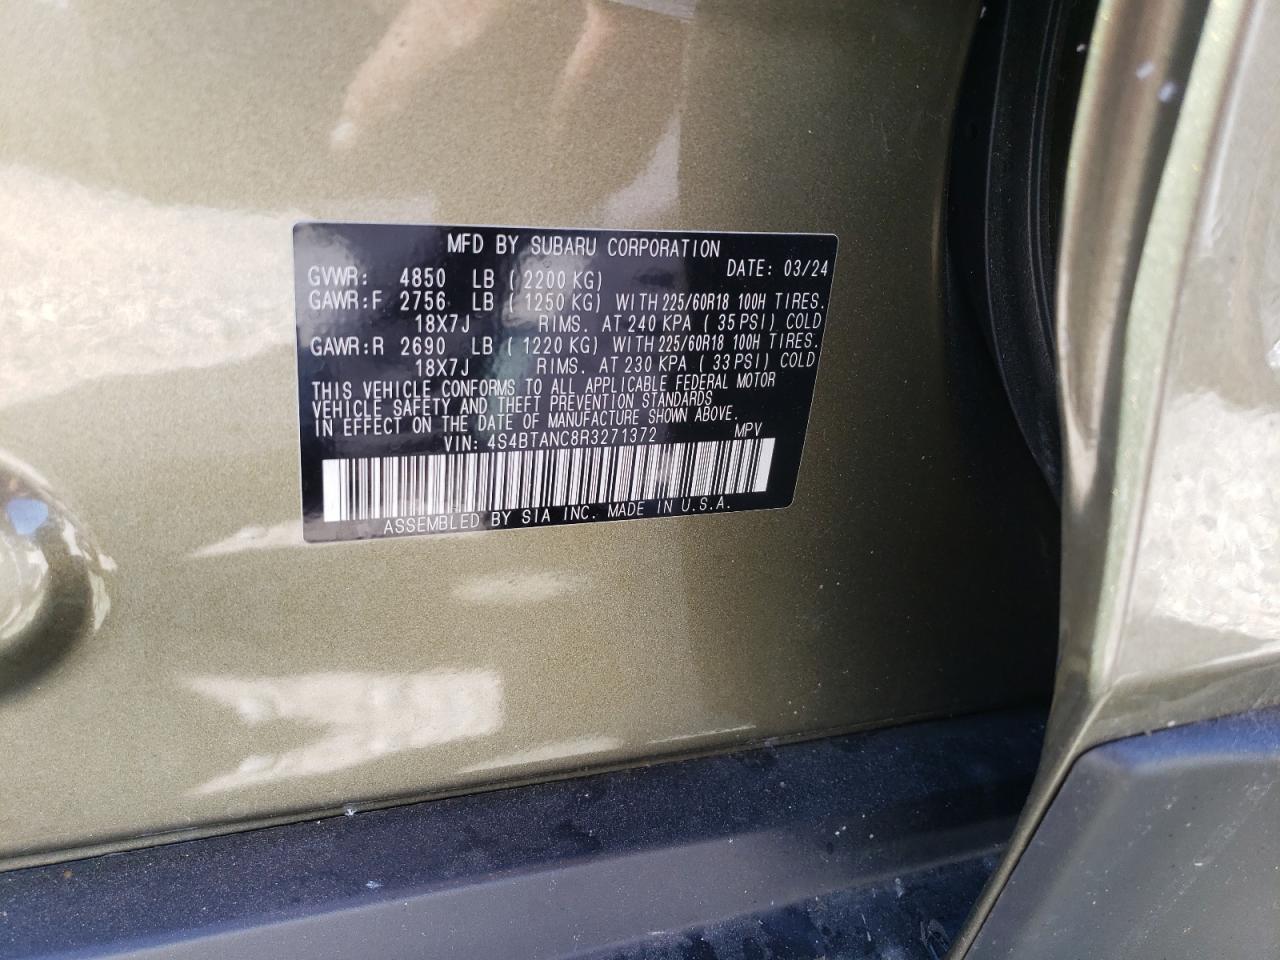 MFD BY SUBARU CORPORATION
DATE: 03/24
GVWR: 4850 LB (2200 KG)
GAWR:F 2756 LB (1250 KG) WITH 225/60R18 100H TIRES.
18X7J RIMS. AT 240 KPA (35 PSI) COLD
GAWR:R 2690 LB (1220 KG) WITH 225/60R18 100H TIRES.
18X7J RIMS. AT 230 KPA (33 PSI) COLD
THIS VEHICLE CONFORMS TO ALL APPLICABLE FEDERAL MOTOR
VEHICLE SAFETY AND THEFT PREVENTION STANDARDS
IN EFFECT ON THE DATE OF MANUFACTURE SHOWN ABOVE.
VIN: 4S4BTANC8R3271372 MPV
ASSEMBLED BY SIA INC. MADE IN U.S.A.